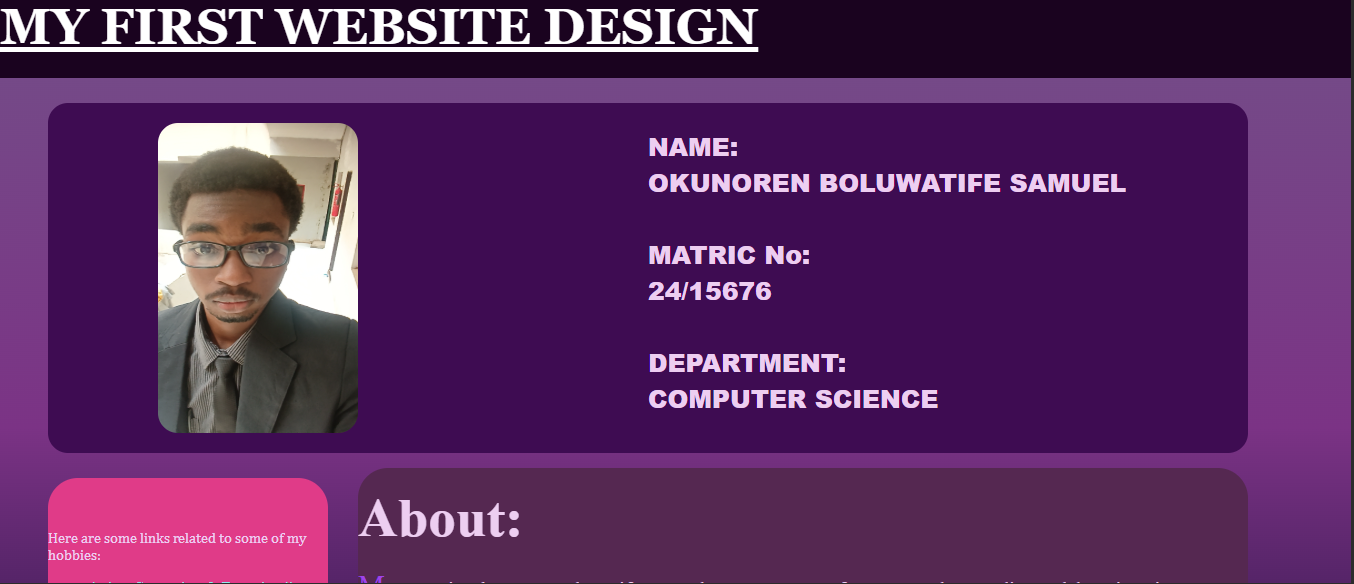 MY FIRST WEBSITE DESIGN
NAME:
OKUNOREN BOLUWATIFE SAMUEL
MATRIC No:
24/15676
DEPARTMENT:
COMPUTER SCIENCE
Here are some links related to some of my
hobbies:
About: